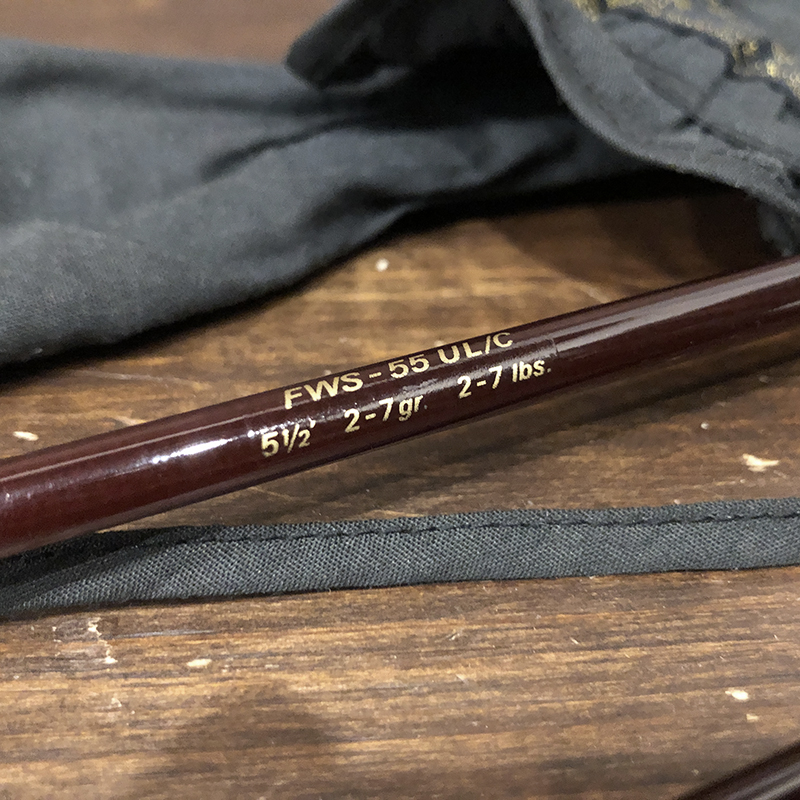 FWS - 55 UL/C
5½' 2-7gr. 2-7 lbs.